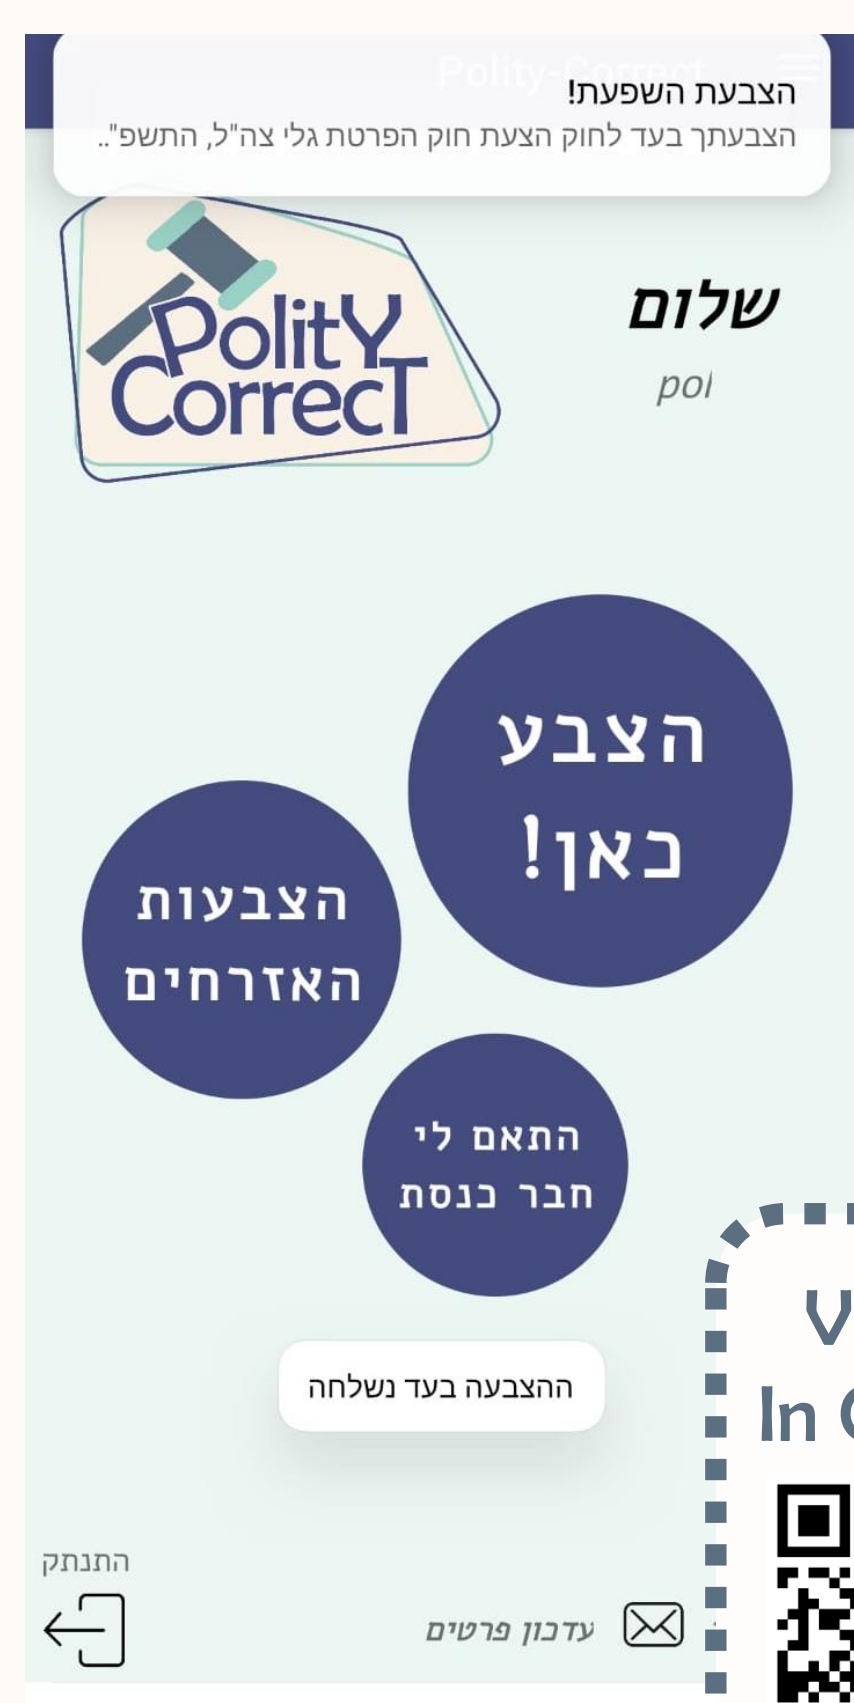 Polity-Correct
הצבעת השפעת!
הצבעתך בעד לחוק הצעת חוק הפרטת גלי צה"ל, התשפ"..
PolitY
CorrecT
שלום
pol
הצבע
כאן!
הצבעות
האזרחים
התאם לי
חבר כנסת
ההצבעה בעד נשלחה
V
In
התנתק
עדכון פרטים